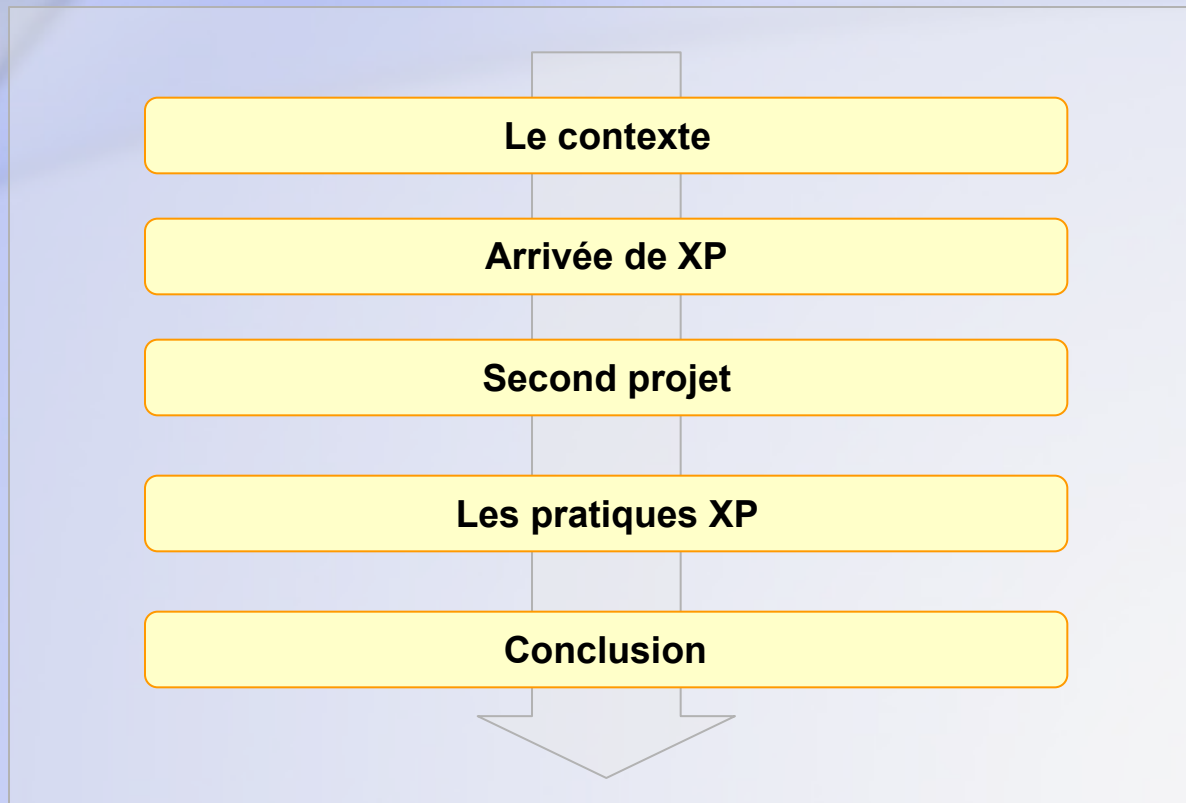 Le contexte
Arrivée de XP
Second projet
Les pratiques XP
Conclusion